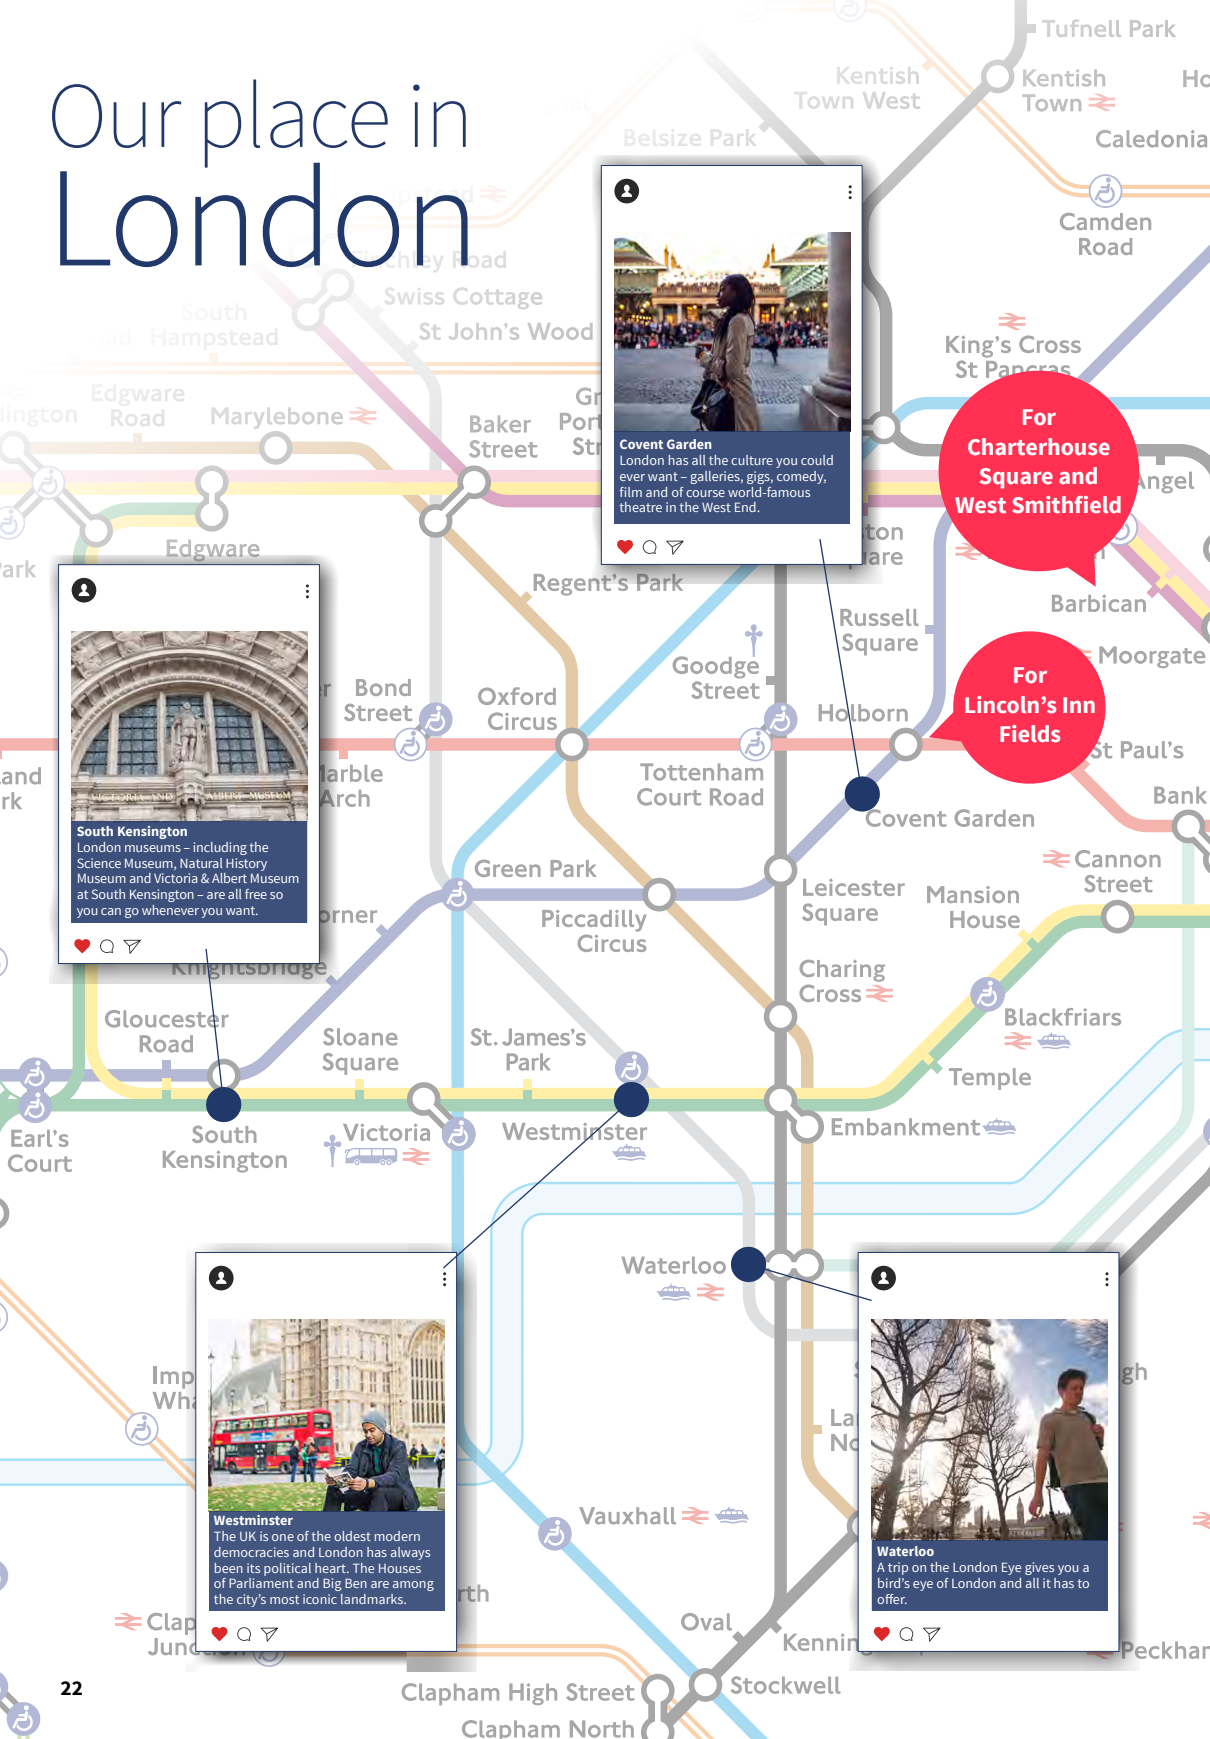 Our place in
London
Tufnell Park
Kentish
Town West
Kentish
Town
Belsize Park
Caledonia
Camden
Road
Finchley Road
Swiss Cottage
South
Hampstead
St John's Wood
King's Cross
St Pancras
Edgware
Road
Marylebone
Baker
Street
For
Charterhouse
Square and
West Smithfield
Angel
Covent Garden
London has all the culture you could
ever want – galleries, gigs, comedy,
film and of course world-famous
theatre in the West End.
Edgware
Regent's Park
Barbican
Russell
Square
Moorgate
Goodge
Street
For
Lincoln's Inn
Fields
Bond
Street
Oxford
Circus
Holborn
St Paul's
Marble
Arch
Tottenham
Court Road
Bank
Covent Garden
South Kensington
London museums – including the
Science Museum, Natural History
Museum and Victoria & Albert Museum
at South Kensington – are all free so
you can go whenever you want.
VICTORIA AND ALBERT MUSEUM
Green Park
Cannon
Street
Leicester
Square
Mansion
House
Piccadilly
Circus
Knightsbridge
Charing
Cross
Gloucester
Road
Sloane
Square
St. James's
Park
Blackfriars
Temple
Earl's
Court
South
Kensington
Victoria
Westminster
Embankment
Waterloo
Westminster
The UK is one of the oldest modern
democracies and London has always
been its political heart. The Houses
of Parliament and Big Ben are among
the city's most iconic landmarks.
Vauxhall
Waterloo
A trip on the London Eye gives you a
bird's eye of London and all it has to
offer.
Oval
Stockwell
Clapham High Street
Clapham North
22